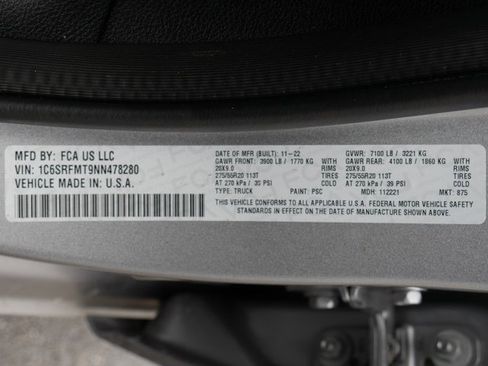 MFD BY: FCA US LLC
VIN: 1C6SRFMT9NN478280
VEHICLE MADE IN U.S.A.
DATE OF MFR (BUILT): 11-22 GVWR: 7100 LB / 3221 KG
GAWR FRONT: 3900 LB / 1770 KG WITH GAWR REAR: 4100 LB / 1860 KG WITH
20X9.0 RIMS 20X9.0 RIMS
275/55R20 113T TIRES 275/55R20 113T TIRES
AT 270 kPa / 39 PSI COLD AT 270 kPa / 39 PSI COLD
TYPE: TRUCK PAINT: PSC MDH: 112221 MKT: 875
THIS VEHICLE CONFORMS TO ALL APPLICABLE U.S.A. FEDERAL MOTOR VEHICLE SAFETY
STANDARDS IN EFFECT ON THE DATE OF MANUFACTURE SHOWN ABOVE.